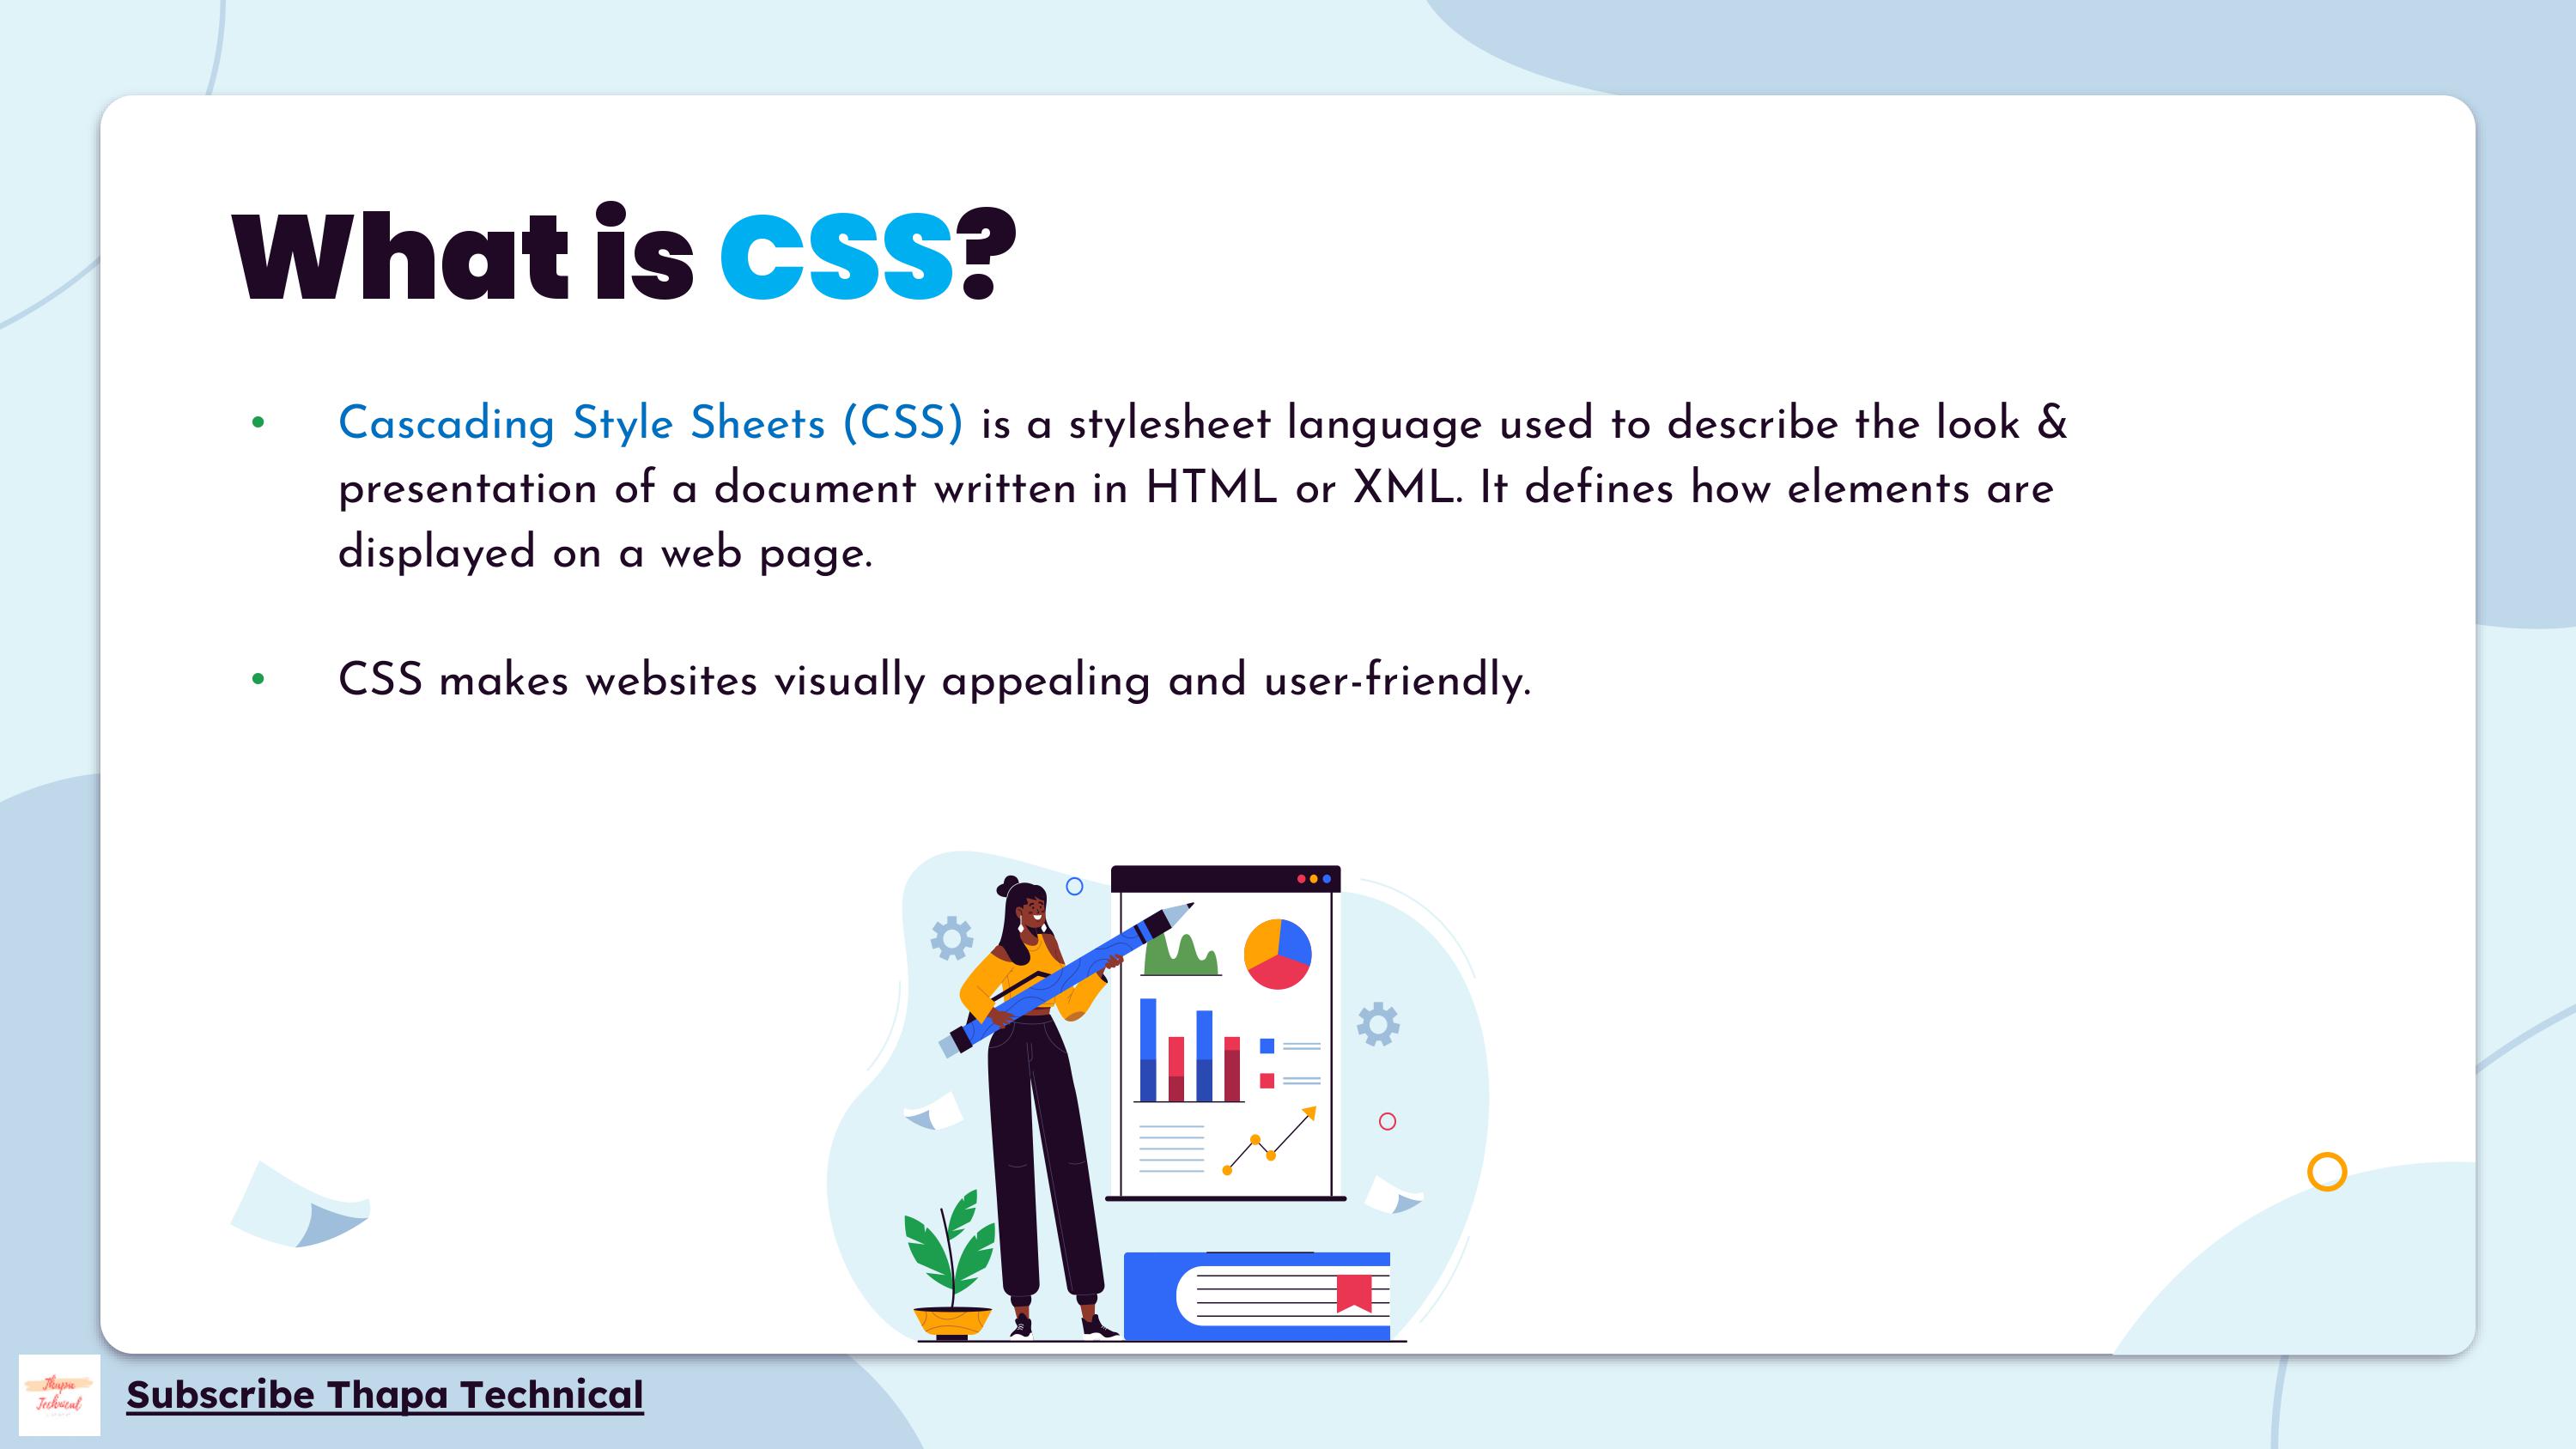 What is CSS?
• Cascading Style Sheets (CSS) is a stylesheet language used to describe the look &
presentation of a document written in HTML or XML. It defines how elements are
displayed on a web page.
• CSS makes websites visually appealing and user-friendly.
Thapa
Technical
Subscribe Thapa Technical